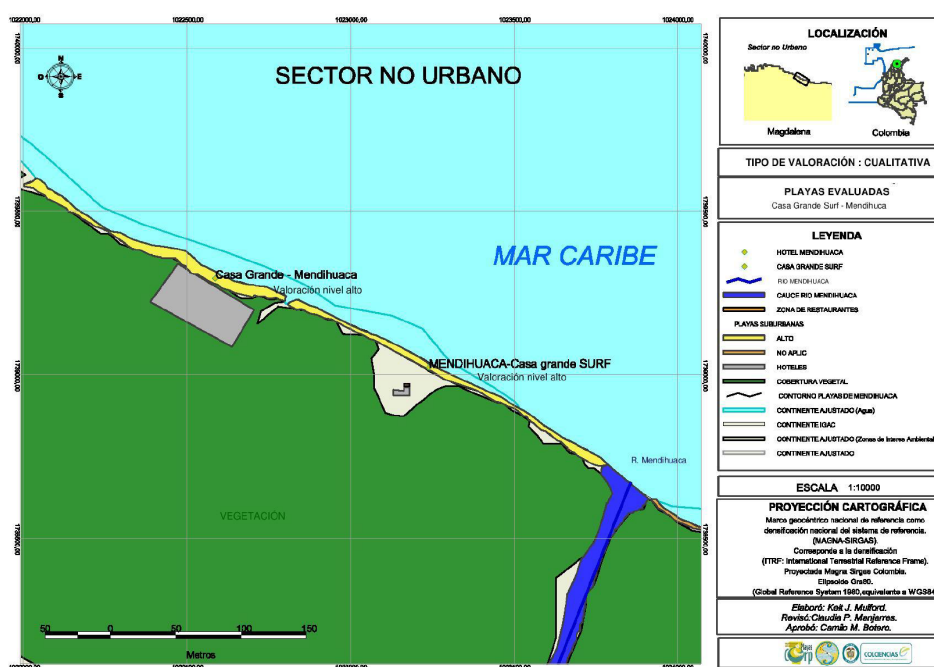 1022000,00 1022500,00 1023000,00 1023500,00 1024000,00
1740000,00
1740000,00
N
O E
S
SECTOR NO URBANO
MAR CARIBE
Casa Grande - Mendihuaca
Valoración nivel alto
MENDIHUACA-Casa grande SURF
Valoración nivel alto
R. Mendihuaca
VEGETACIÓN
50 0 50 100 150
Metros
LOCALIZACIÓN
Sector no Urbano
Magdalena Colombia
TIPO DE VALORACIÓN : CUALITATIVA
PLAYAS EVALUADAS
Casa Grande Surf - Mendihuca
LEYENDA
HOTEL MENDIHUACA
CASA GRANDE SURF
RIO MENDIHUACA
CAUCE RIO MENDIHUACA
ZONA DE RESTAURANTES
PLAYAS SUBURBANAS
ALTO
NO APLIC
HOTELES
COBERTURA VEGETAL
CONTORNO PLAYAS DE MENDIHUACA
CONTINENTE AJUSTADO (Agua)
CONTINENTE IGAC
CONTINENTE AJUSTADO (Zonas de Interes Ambiental
CONTINENTE AJUSTADO
ESCALA 1:10000
PROYECCIÓN CARTOGRÁFICA
Marco geocéntrico nacional de referencia como
densificación nacional del sistema de referencia.
(MAGNA-SIRGAS).
Corresponde a la densificación
(ITRF: International Terrestrial Reference Frame).
Proyectada Magna Sirgas Colombia.
Elipsoide Grs80.
(Global Reference System 1980,equivalente a WGS84
Elaboró: Keit J. Mulford.
Revisó:Claudia P. Manjarres.
Aprobó: Camilo M. Botero.
COLCIENCIAS